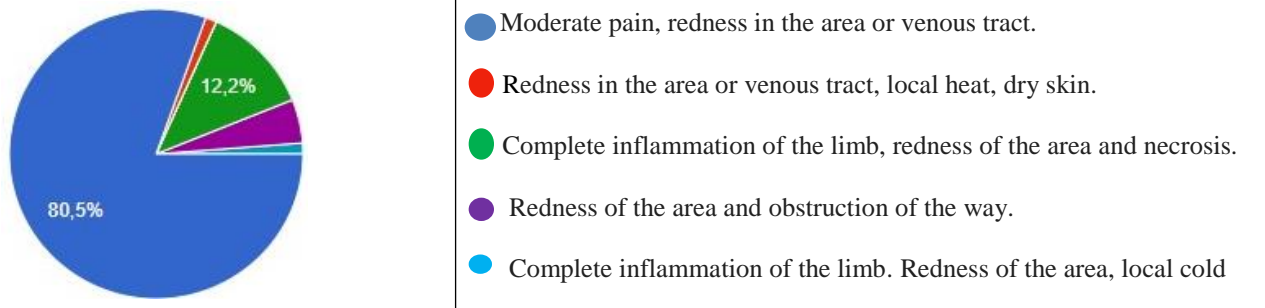 12,2%
80,5%
Moderate pain, redness in the area or venous tract.
Redness in the area or venous tract, local heat, dry skin.
Complete inflammation of the limb, redness of the area and necrosis.
Redness of the area and obstruction of the way.
Complete inflammation of the limb. Redness of the area, local cold